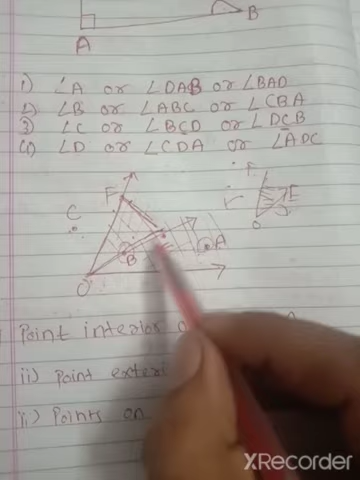 B
A
1) ∠A or ∠DAB or ∠BAD
2) ∠B or ∠ABC or ∠CBA
3) ∠C or ∠BCD or ∠DCB
4) ∠D or ∠CDA or ∠ADC
F
C
E
A
B
O
O
Point interior
ii) Point exteri
iii) Points on
XRecorder